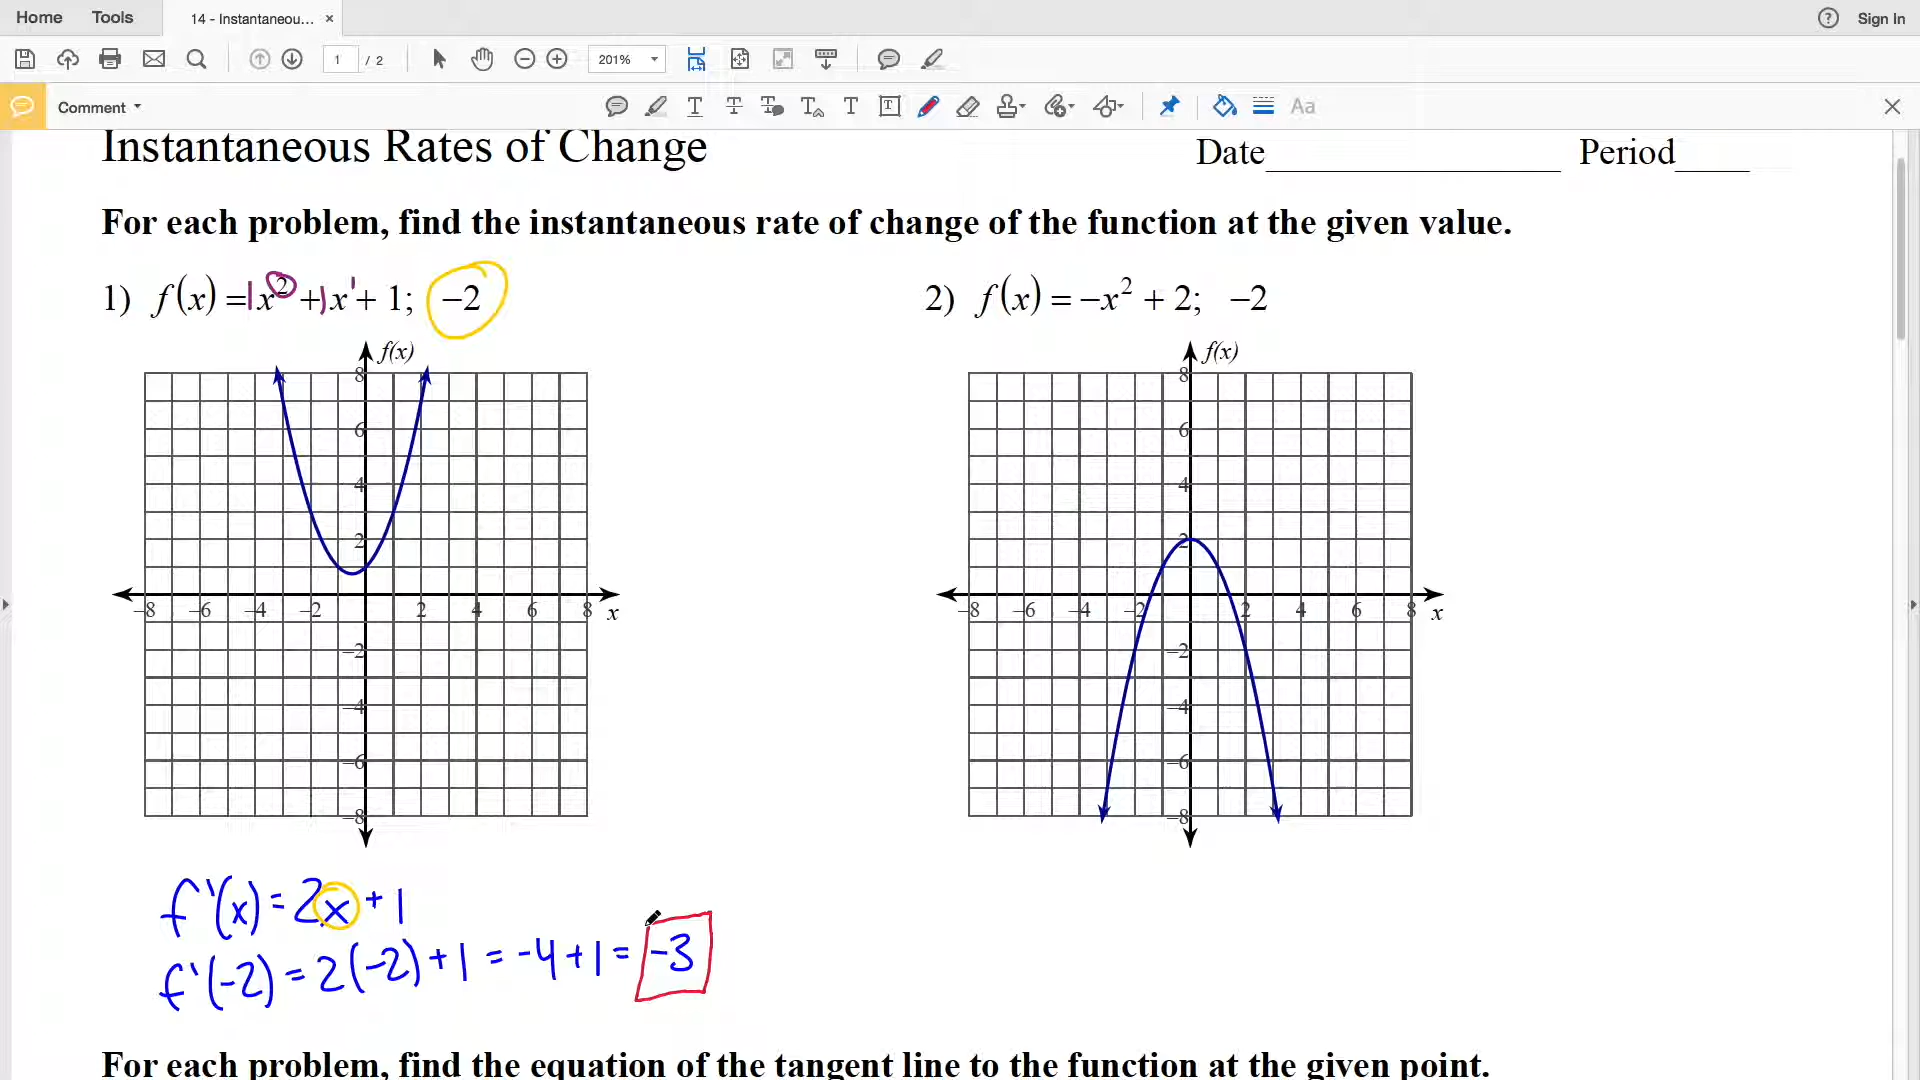 Home Tools 14 - Instantaneou... × ? Sign In
1 / 2 201%
Comment T T T T T T Aa
Instantaneous Rates of Change Date Period
For each problem, find the instantaneous rate of change of the function at the given value.
1) f(x) = 1x² + 1x¹ + 1; −2
2) f(x) = −x² + 2; −2
f(x)
8
6
4
2
−8 −6 −4 −2 2 4 6 8 x
−2
−4
−6
−8
f(x)
8
6
4
2
−8 −6 −4 −2 2 4 6 8 x
−2
−4
−6
−8
f'(x) = 2x + 1
f'(-2) = 2(-2) + 1 = -4 + 1 = -3
For each problem, find the equation of the tangent line to the function at the given point.